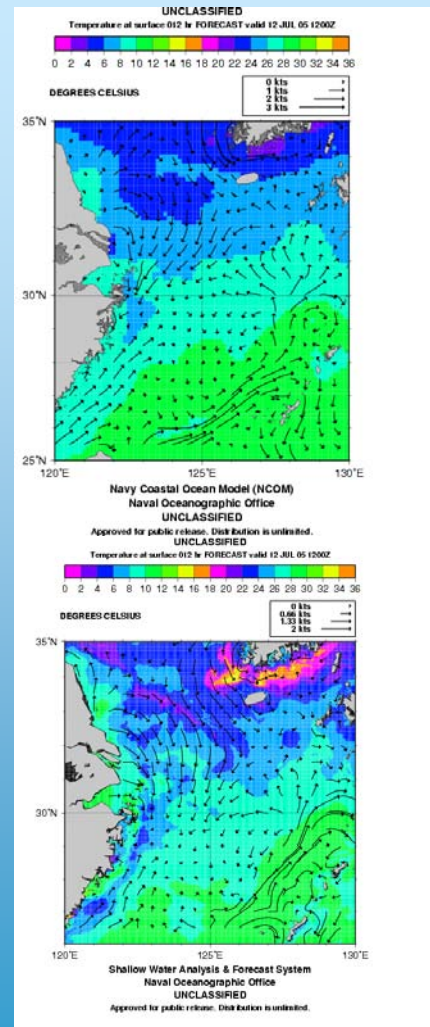 UNCLASSIFIED
Temperature at surface 012 hr FORECAST valid 12 JUL 05 1200Z
0 2 4 6 8 10 12 14 16 18 20 22 24 26 28 30 32 34 36
DEGREES CELSIUS
0 kts
1 kts
2 kts
3 kts
35°N
30°N
25°N
120°E 125°E 130°E
Navy Coastal Ocean Model (NCOM)
Naval Oceanographic Office
UNCLASSIFIED
Approved for public release. Distribution is unlimited.
UNCLASSIFIED
Temperature at surface 012 hr FORECAST valid 12 JUL 05 1200Z
0 2 4 6 8 10 12 14 16 18 20 22 24 26 28 30 32 34 36
DEGREES CELSIUS
0 kts
0.66 kts
1.33 kts
2 kts
35°N
30°N
120°E 125°E 130°E
Shallow Water Analysis & Forecast System
Naval Oceanographic Office
UNCLASSIFIED
Approved for public release. Distribution is unlimited.